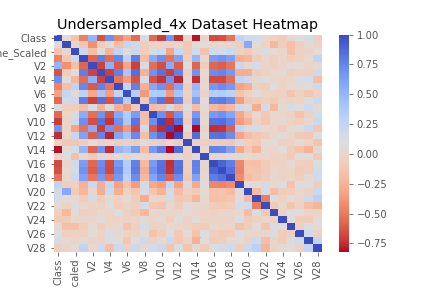 Undersampled_4x Dataset Heatmap
Class
ne_Scaled
V2
V4
V6
V8
V10
V12
V14
V16
V18
V20
V22
V24
V26
V28
Class
caled
V2
V4
V6
V8
V10
V12
V14
V16
V18
V20
V22
V24
V26
V28
1.00
0.75
0.50
0.25
0.00
−0.25
−0.50
−0.75